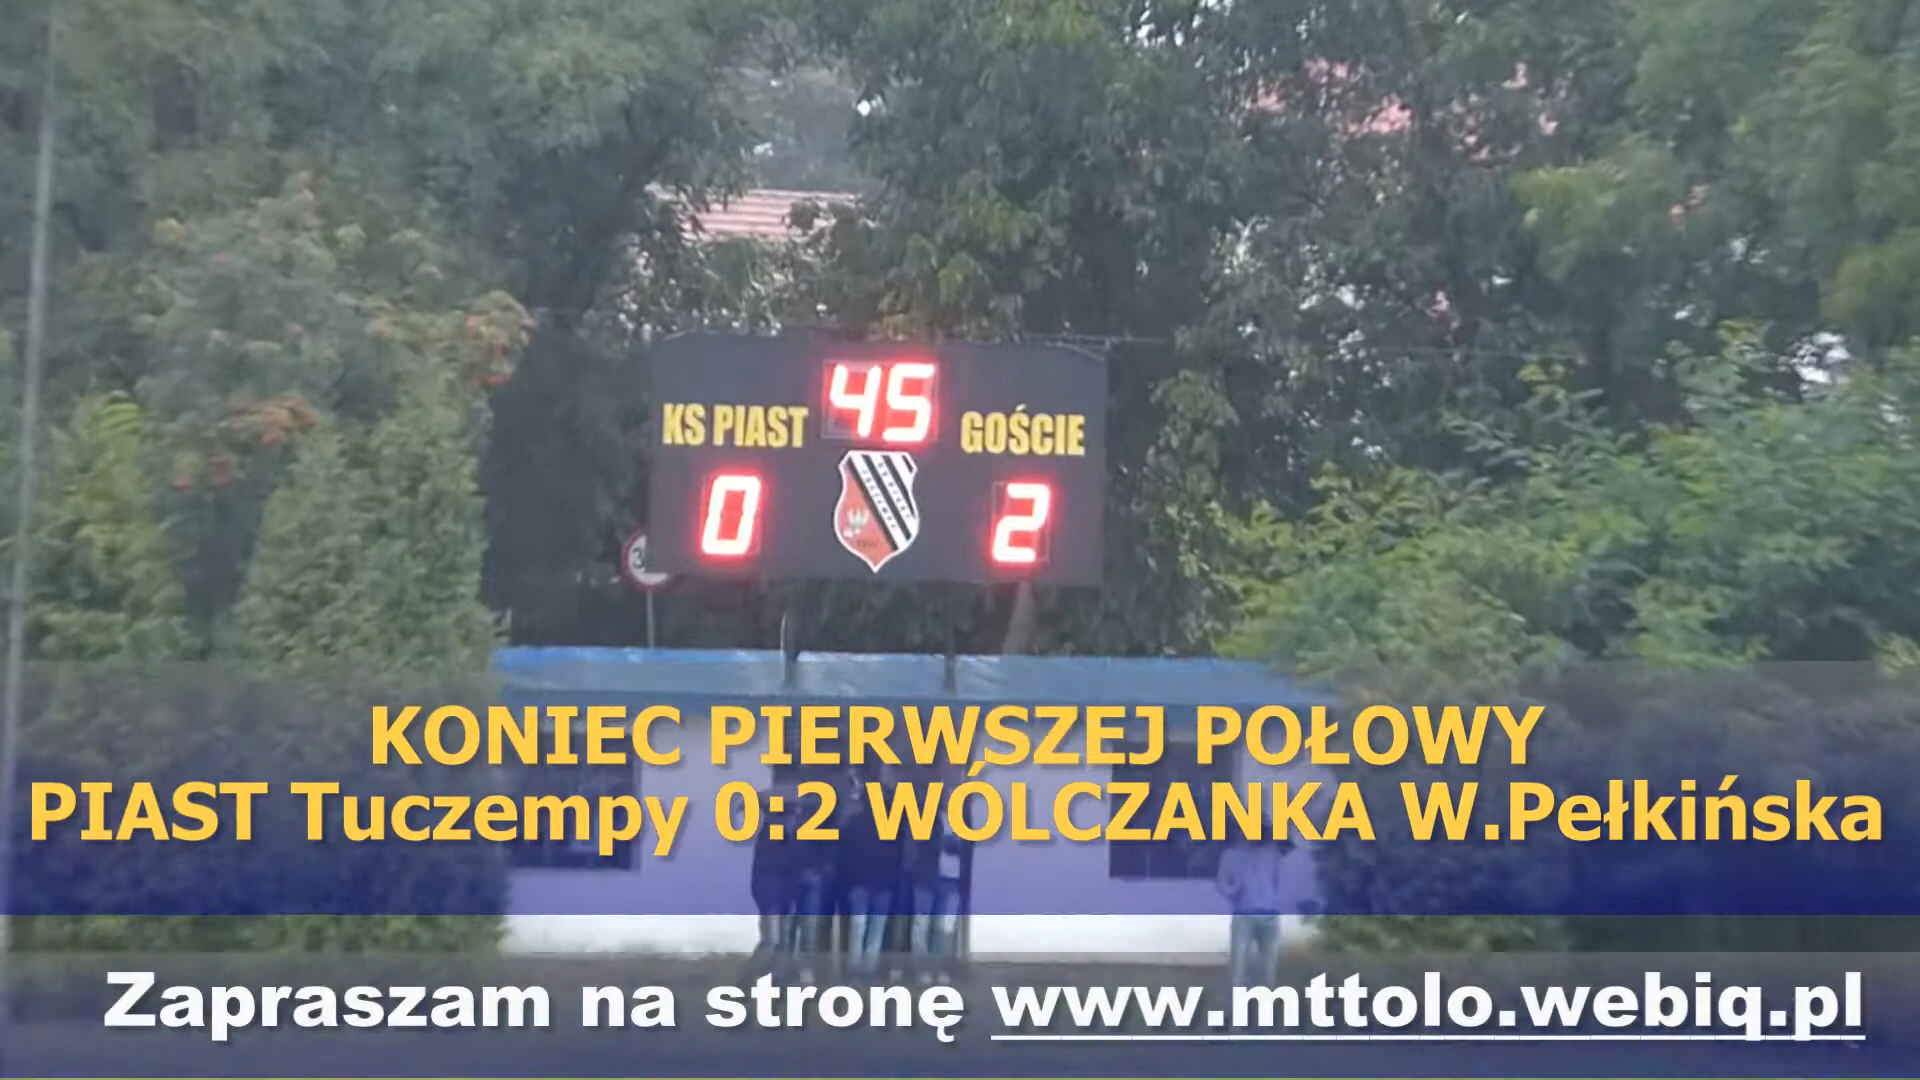 45
KS PIAST GOŚCIE
0 2
KONIEC PIERWSZEJ POŁOWY
PIAST Tuczempy 0:2 WÓLCZANKA W.Pełkińska
Zapraszam na stronę www.mttolo.webiq.pl